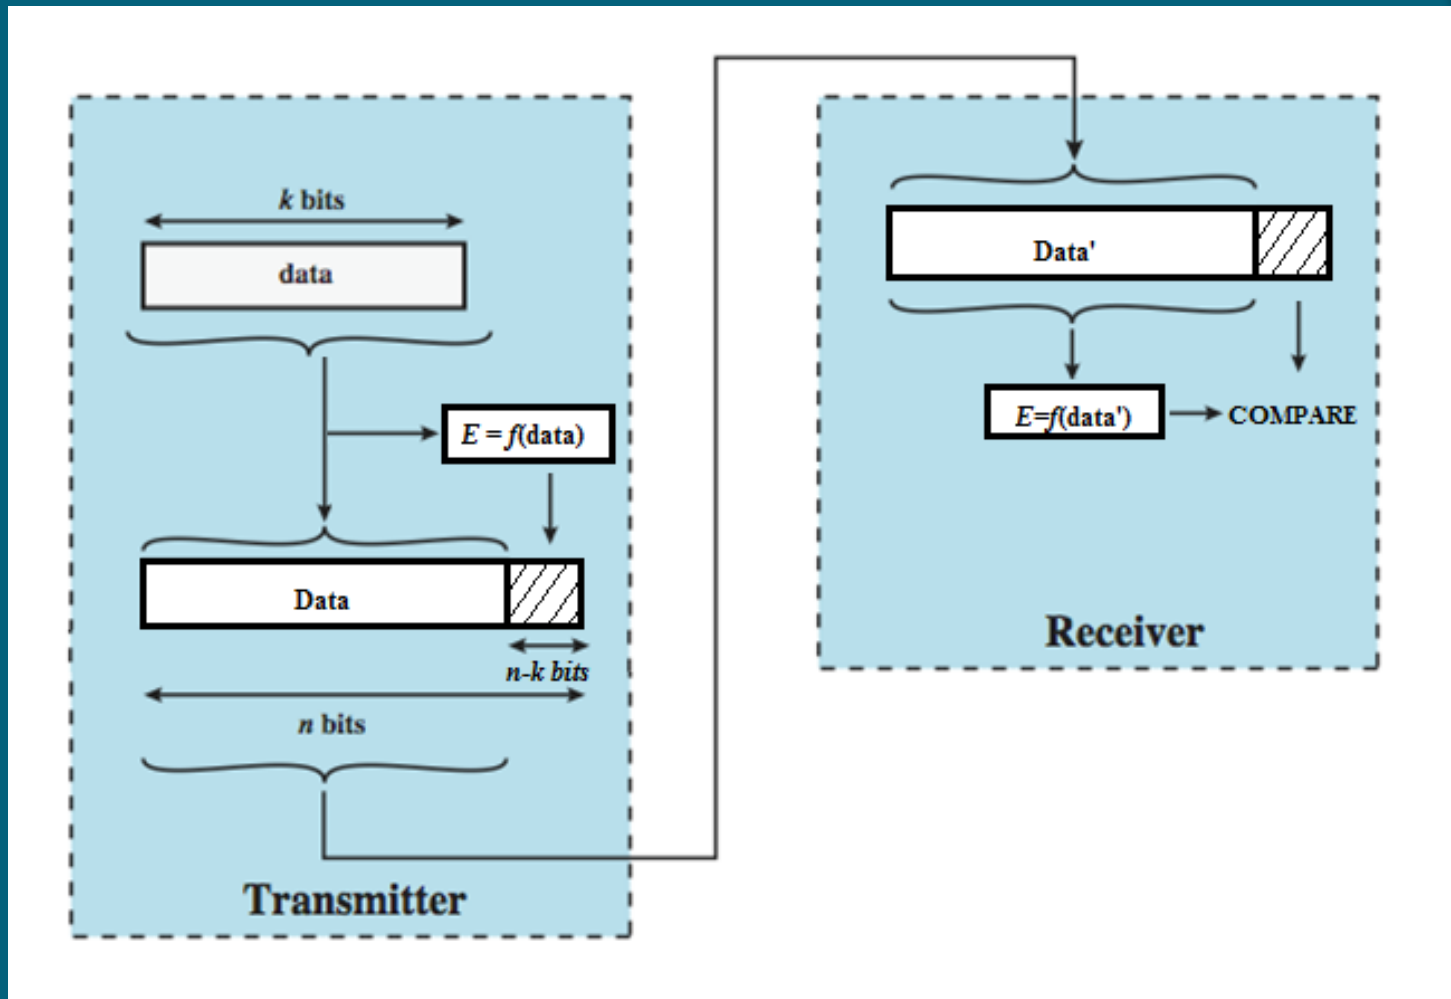 k bits
data
E = f(data)
Data
n-k bits
n bits
Transmitter
Data'
E=f(data')
COMPARE
Receiver